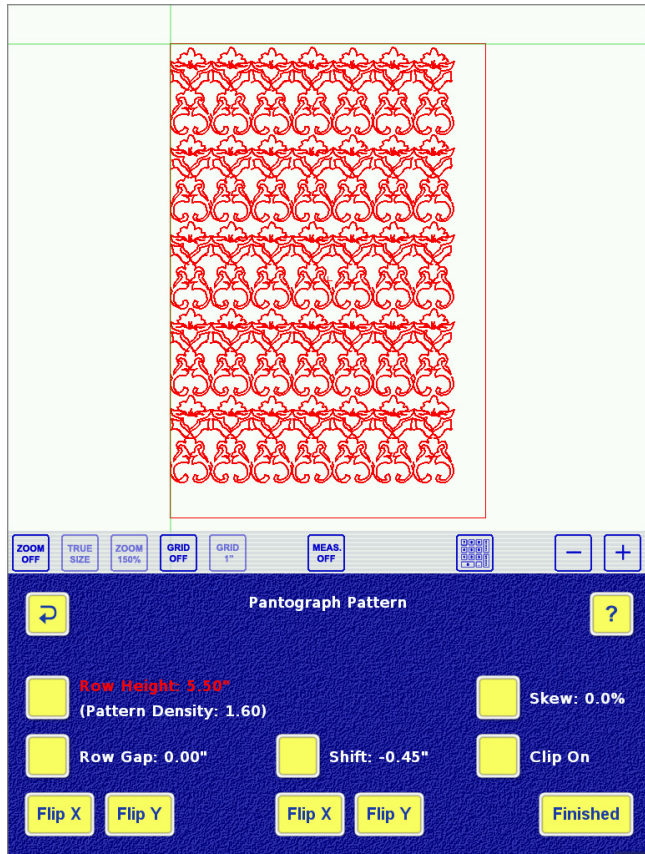 ZOOM OFF
TRUE SIZE
ZOOM 150%
GRID OFF
GRID 1"
MEAS. OFF
Pantograph Pattern
?
Row Height: 5.50"
(Pattern Density: 1.60)
Skew: 0.0%
Row Gap: 0.00"
Shift: -0.45"
Clip On
Flip X
Flip Y
Flip X
Flip Y
Finished